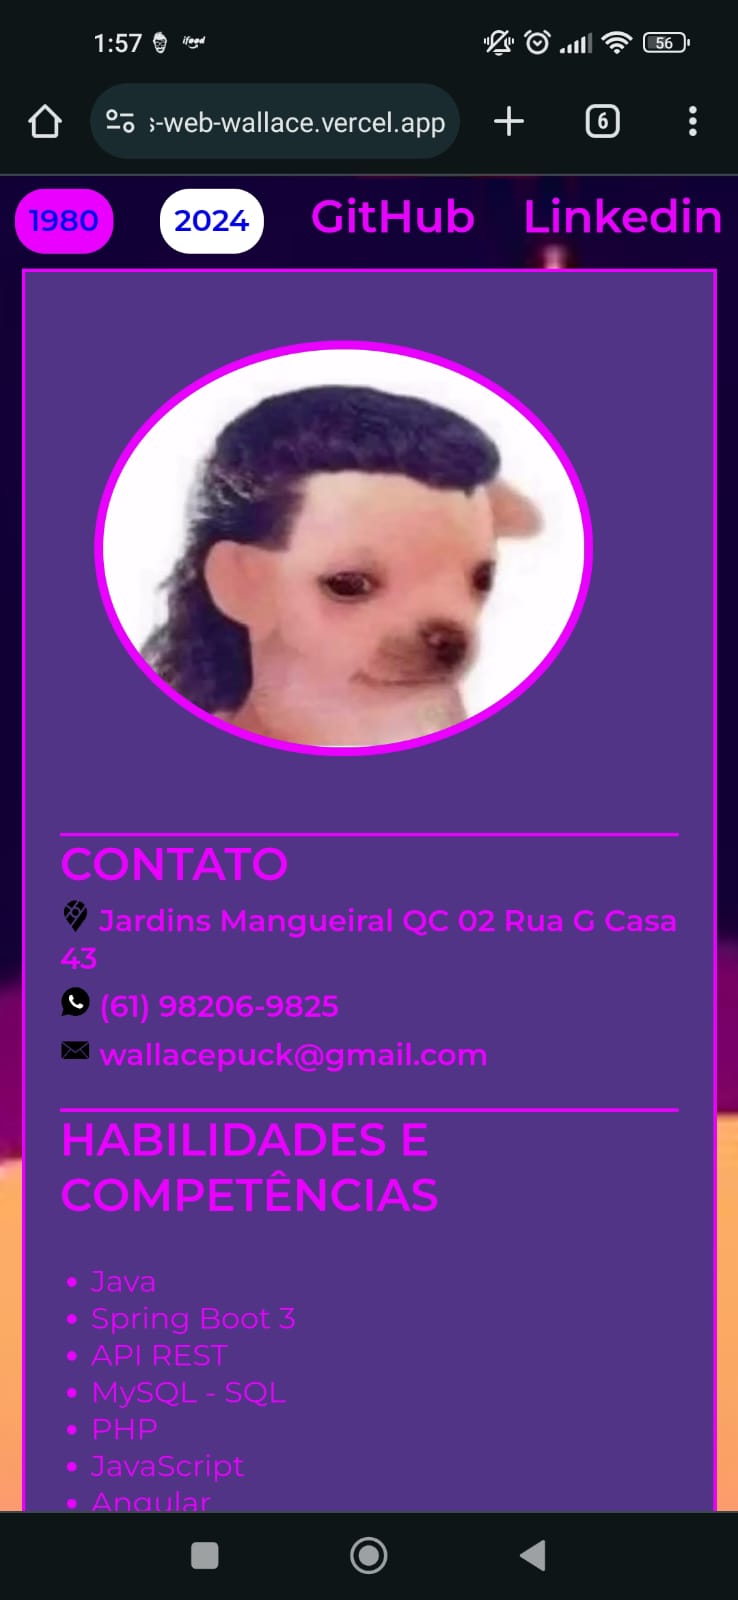 1:57 ifood 56
s-web-wallace.vercel.app 6
1980 2024 GitHub Linkedin
CONTATO
Jardins Mangueiral QC 02 Rua G Casa
43
(61) 98206-9825
wallacepuck@gmail.com
HABILIDADES E
COMPETÊNCIAS
• Java
• Spring Boot 3
• API REST
• MySQL - SQL
• PHP
• JavaScript
• Angular